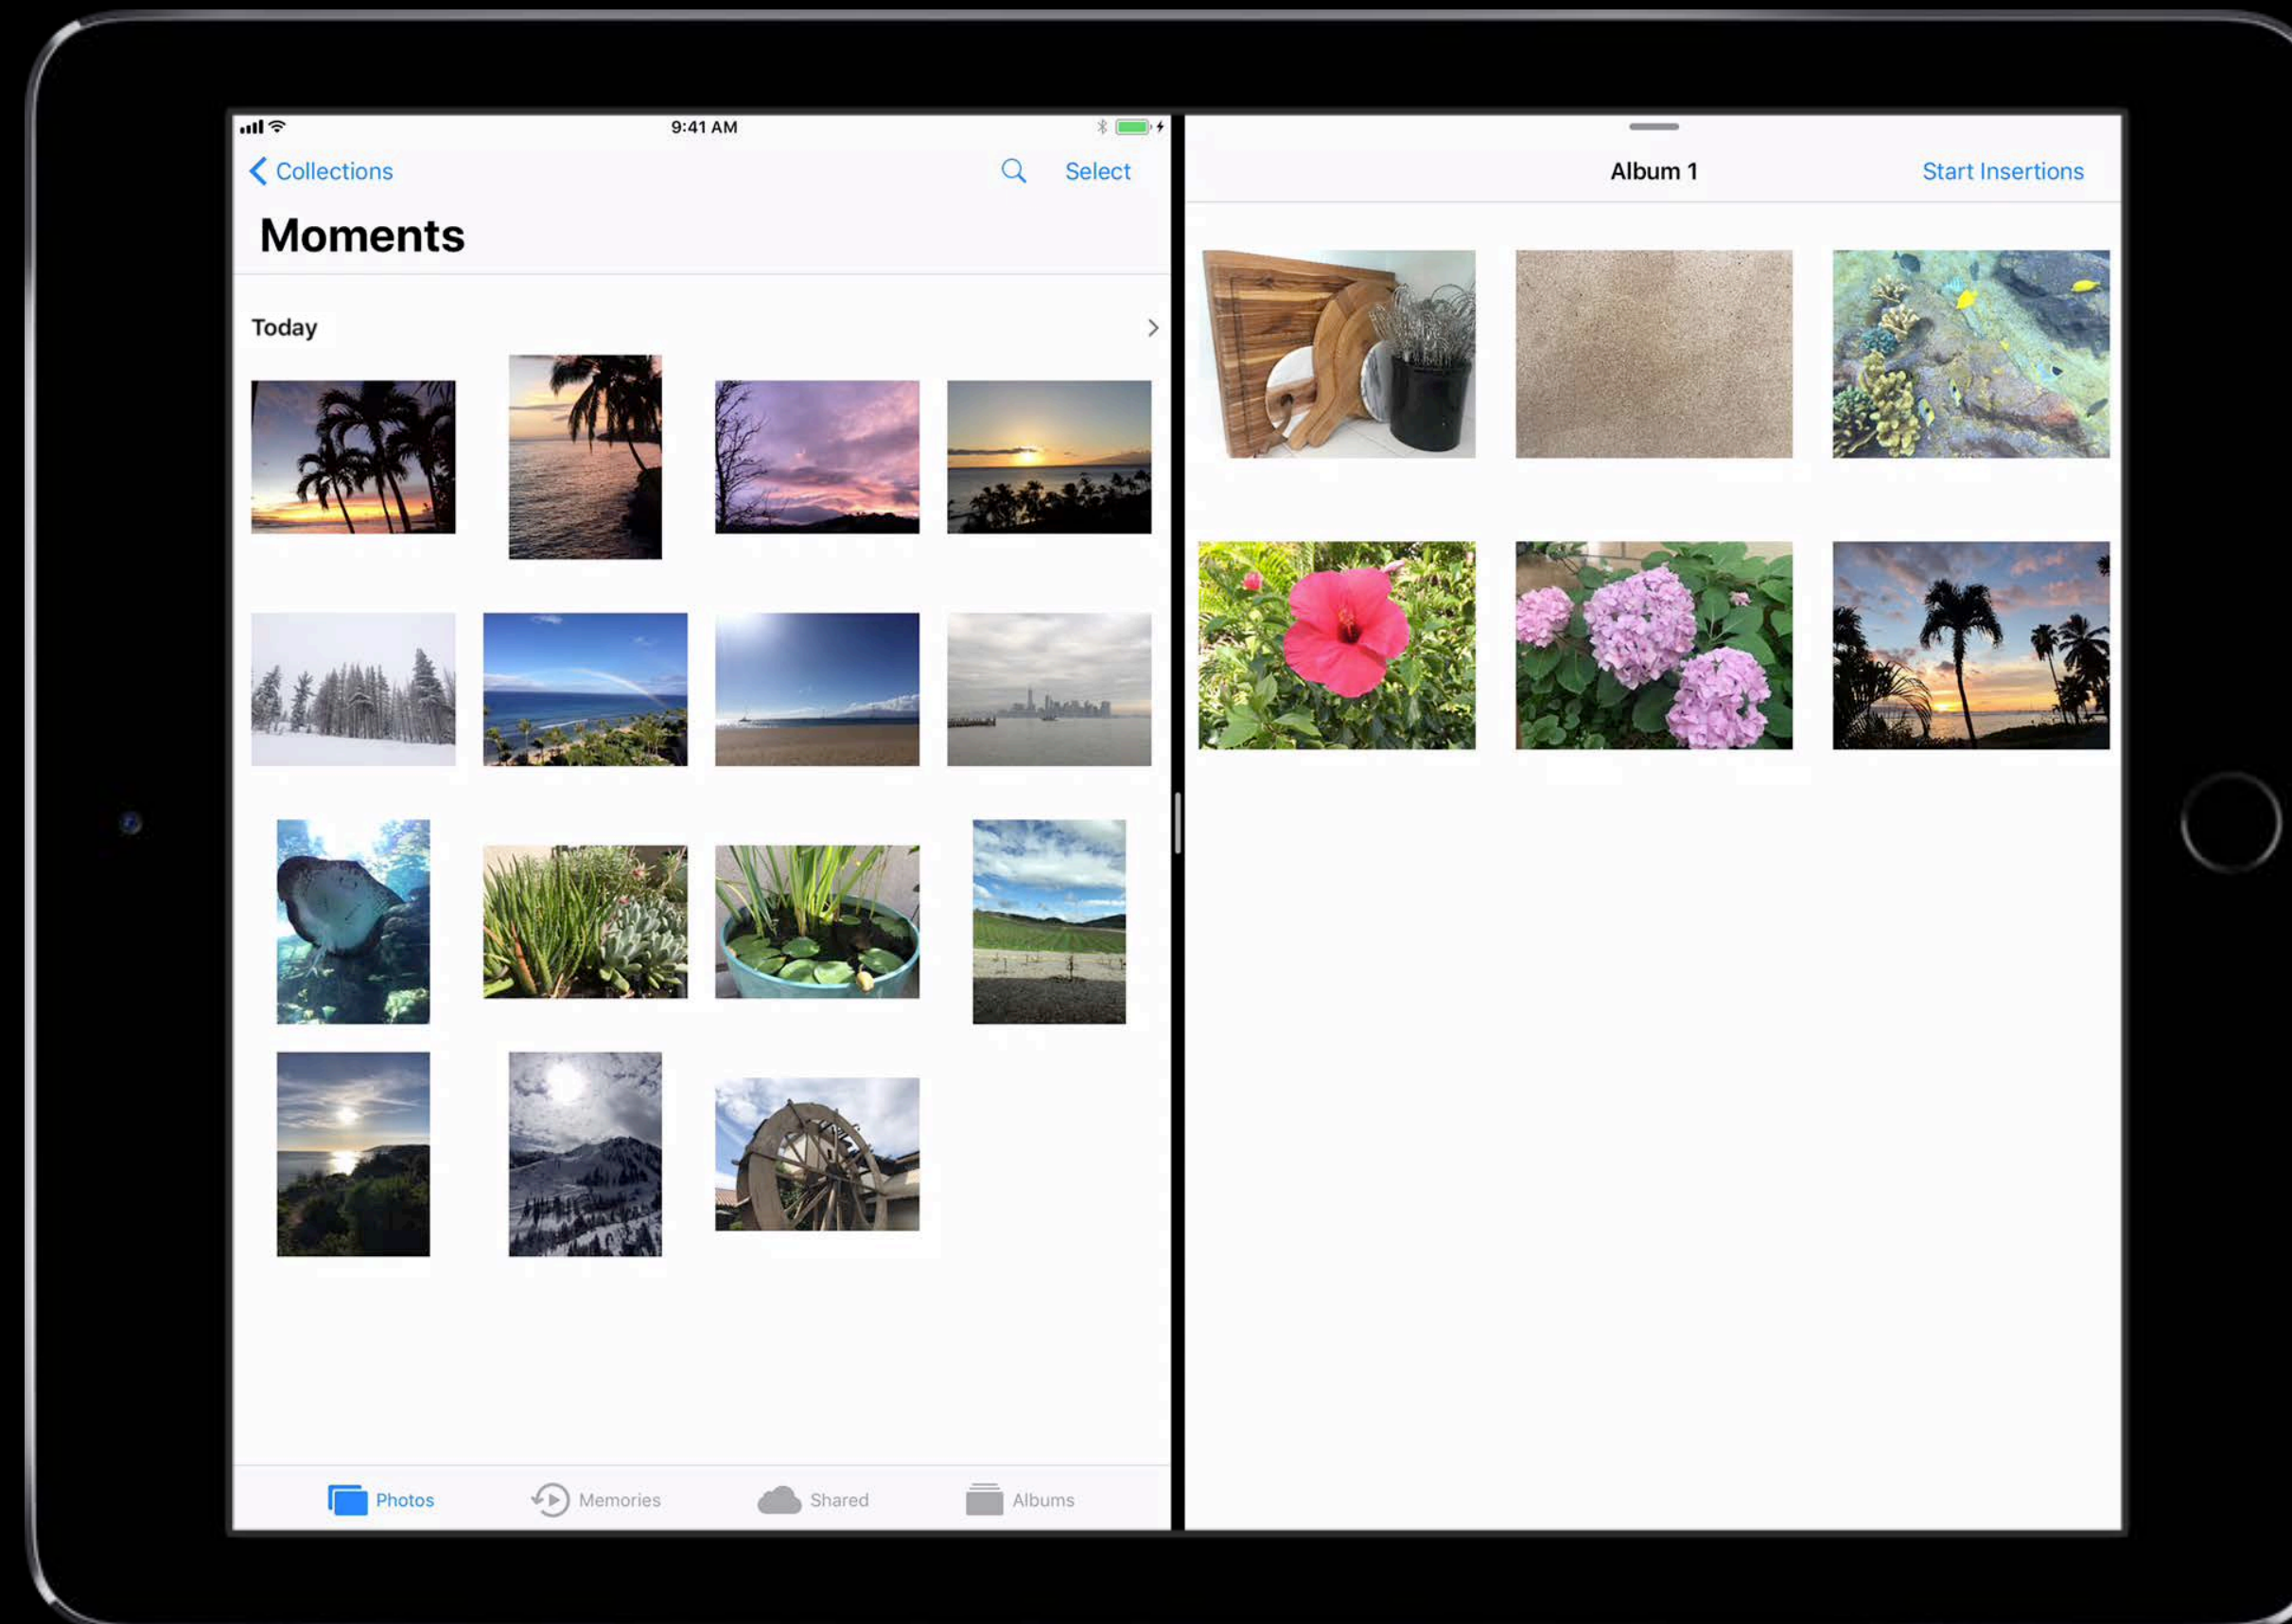 9:41 AM
Collections
Select
Moments
Today
Photos
Memories
Shared
Albums
Album 1
Start Insertions